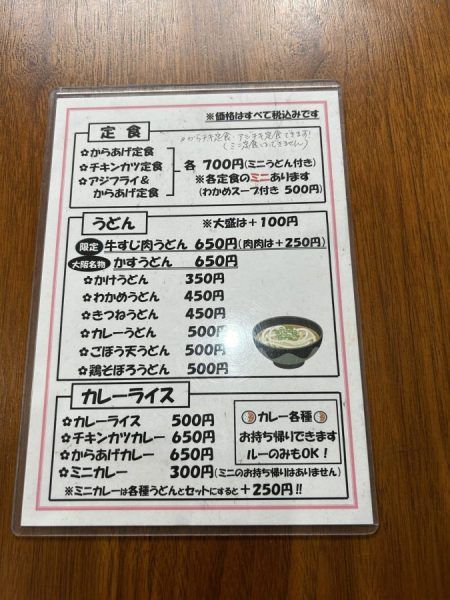 ※価格はすべて税込みです
定食
*からチキ定食・アジチキ定食できます!
(ミニ定食はできません)
✿からあげ定食
✿チキンカツ定食
✿アジフライ&
からあげ定食
各 700円(ミニうどん付き)
※各定食のミニあります
(わかめスープ付き 500円)
うどん
※大盛は+100円
限定 牛すじ肉うどん 650円(肉肉は+250円)
大阪名物 かすうどん 650円
✿かけうどん 350円
✿わかめうどん 450円
✿きつねうどん 450円
✿カレーうどん 500円
✿ごぼう天うどん 500円
✿鶏そぼろうどん 500円
カレーライス
✿カレーライス 500円
✿チキンカツカレー 650円
✿からあげカレー 650円
✿ミニカレー 300円(ミニのお持ち帰りはありません)
カレー各種
お持ち帰りできます
ルーのみもOK!
※ミニカレーは各種うどんとセットにすると+250円!!